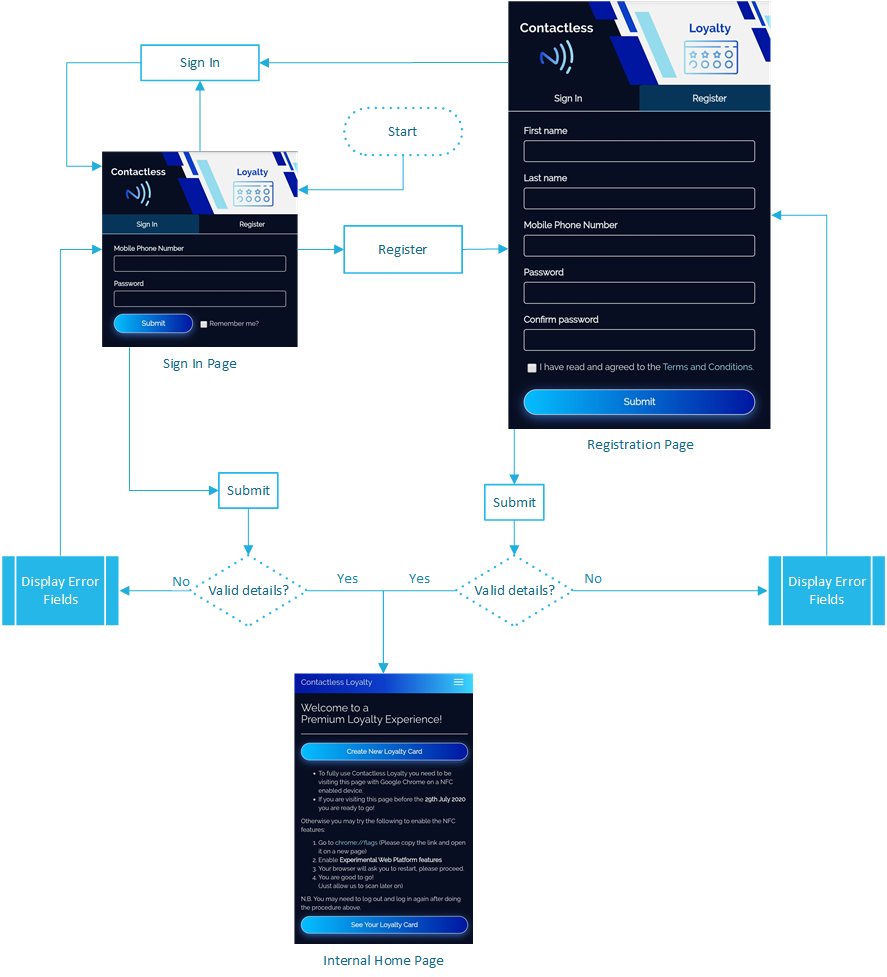 Sign In
Start
Contactless
Loyalty
Sign In
Register
Mobile Phone Number
Password
Submit
Remember me?
Sign In Page
Register
Contactless
Loyalty
Sign In
Register
First name
Last name
Mobile Phone Number
Password
Confirm password
I have read and agreed to the Terms and Conditions.
Submit
Registration Page
Submit
Submit
Display Error
Fields
No
Valid details?
Yes
Yes
Valid details?
No
Display Error
Fields
Contactless Loyalty
Welcome to a
Premium Loyalty Experience!
Create New Loyalty Card
• To fully use Contactless Loyalty you need to be
visiting this page with Google Chrome on a NFC
enabled device.
• If you are visiting this page before the 29th July 2020
you are ready to go!
Otherwise you may try the following to enable the NFC
features:
1. Go to chrome://flags (Please copy the link and open
it on a new page)
2. Enable Experimental Web Platform features
3. Your browser will ask you to restart, please proceed.
4. You are good to go!
(Just allow us to scan later on)
N.B. You may need to log out and log in again after doing
the procedure above.
See Your Loyalty Card
Internal Home Page